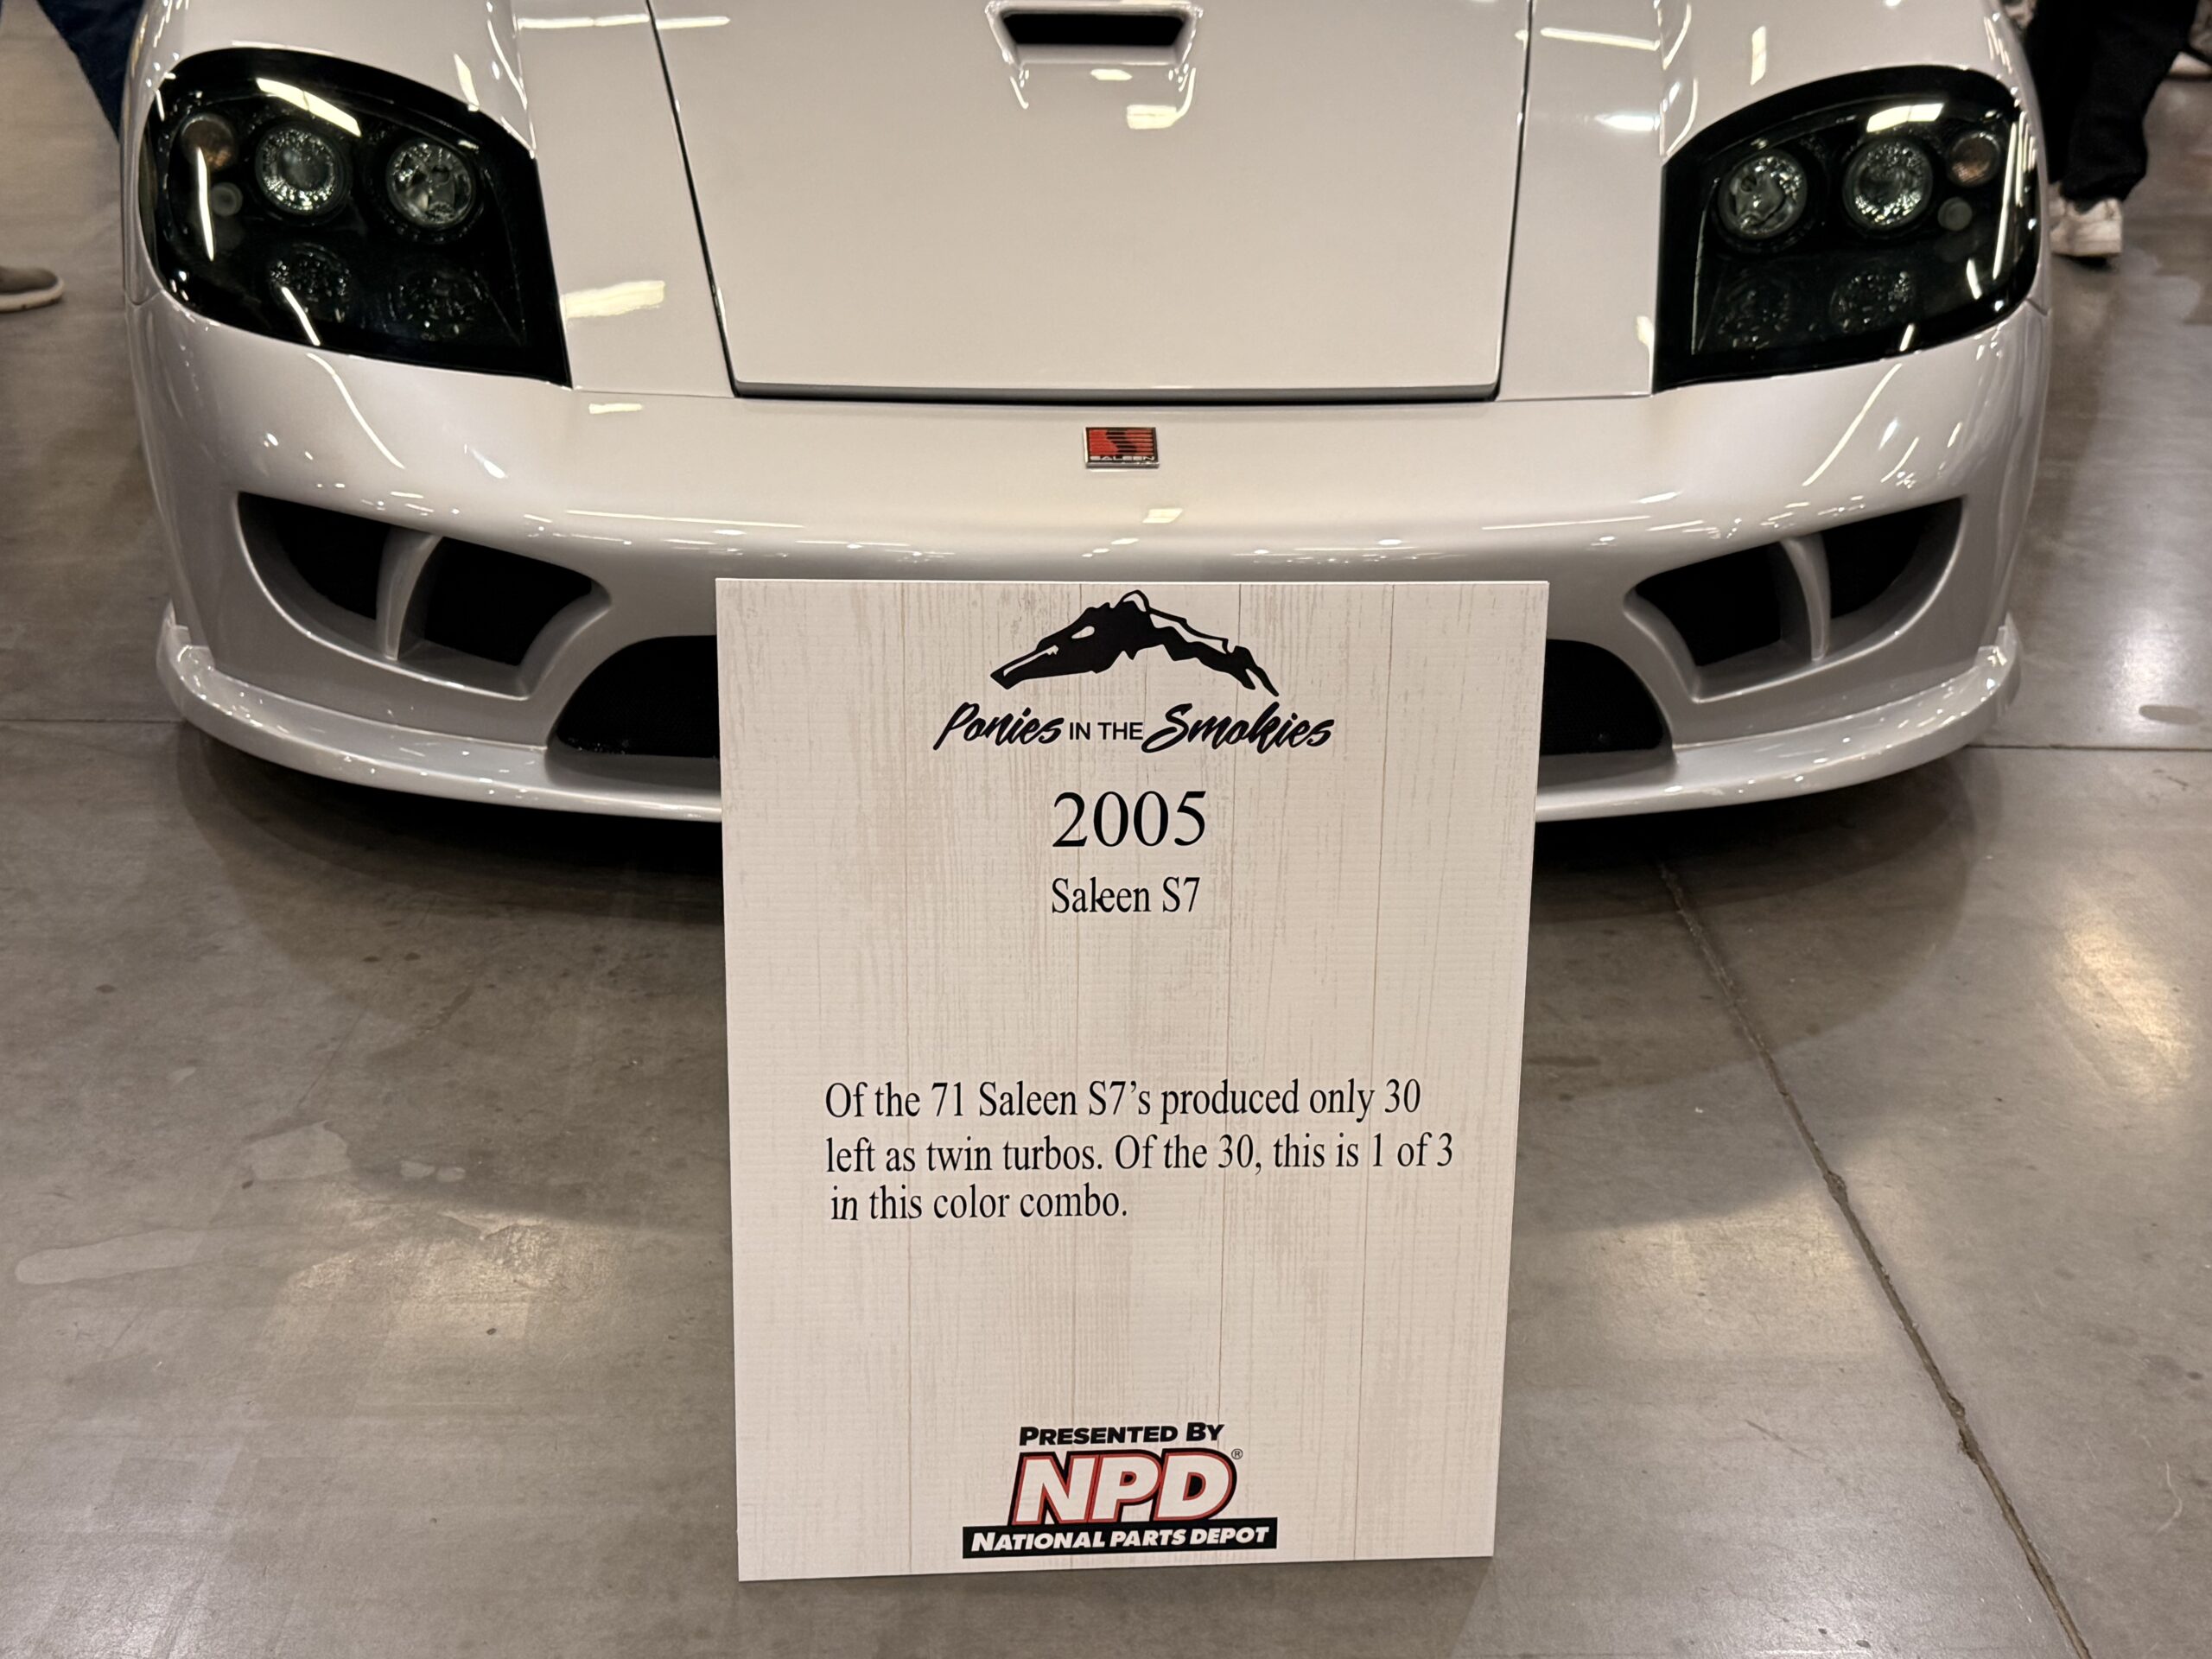 SALEEN
Ponies IN THE Smokies
2005
Saleen S7
Of the 71 Saleen S7's produced only 30
left as twin turbos. Of the 30, this is 1 of 3
in this color combo.
PRESENTED BY
NPD®
NATIONAL PARTS DEPOT